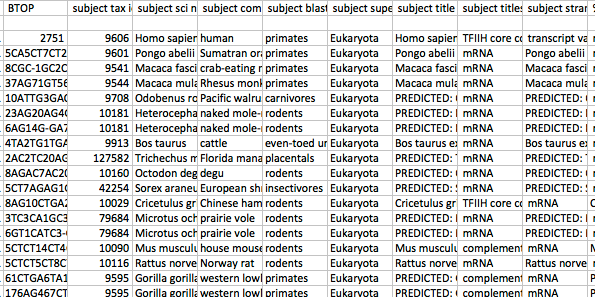 BTOP subject tax i subject sci n subject com subject blast subject supe subject title subject titles subject stran
2751 9606 Homo sapien human primates Eukaryota Homo sapien TFIIH core co transcript var
5CA5CT7CT2 9601 Pongo abelii Sumatran ora primates Eukaryota Pongo abelii mRNA Pongo abelii
8CGC-1GC2C 9541 Macaca fasci crab-eating m primates Eukaryota Macaca fasci mRNA Macaca fasci
37AG71GT56 9544 Macaca mula Rhesus monk primates Eukaryota Macaca mula mRNA Macaca mula
10ATTG3GAG 9708 Odobenus ro Pacific walru carnivores Eukaryota PREDICTED: mRNA PREDICTED:
23AG20AG4G 10181 Heterocepha naked mole- rodents Eukaryota PREDICTED: mRNA PREDICTED:
6AG14G-GA7 10181 Heterocepha naked mole- rodents Eukaryota PREDICTED: mRNA PREDICTED:
4TA2TG1TGA 9913 Bos taurus cattle even-toed un Eukaryota Bos taurus ex mRNA Bos taurus ex
2AC2TC20AG 127582 Trichechus m Florida mana placentals Eukaryota PREDICTED: mRNA PREDICTED:
8AGAC7AC20 10160 Octodon deg degu rodents Eukaryota PREDICTED: mRNA PREDICTED:
5CT7AGAG1 42254 Sorex araneu European shr insectivores Eukaryota PREDICTED: mRNA PREDICTED:
8AG10CTGA 10029 Cricetulus gr Chinese ham rodents Eukaryota Cricetulus gr TFIIH core co mRNA
3TC3CA1GC3 79684 Microtus och prairie vole rodents Eukaryota PREDICTED: mRNA PREDICTED:
6GT1CATC3- 79684 Microtus och prairie vole rodents Eukaryota PREDICTED: mRNA PREDICTED:
5CTCT14CT4 10090 Mus musculu house mouse rodents Eukaryota Mus musculu complement mRNA
5CTCT5CT8C 10116 Rattus norve Norway rat rodents Eukaryota Rattus norve mRNA Rattus norve
61CTGA6TA1 9595 Gorilla gorilla western lowl primates Eukaryota PREDICTED: complement mRNA
176AG467CT 9595 Gorilla gorilla western lowl primates Eukaryota PREDICTED: complement mRNA